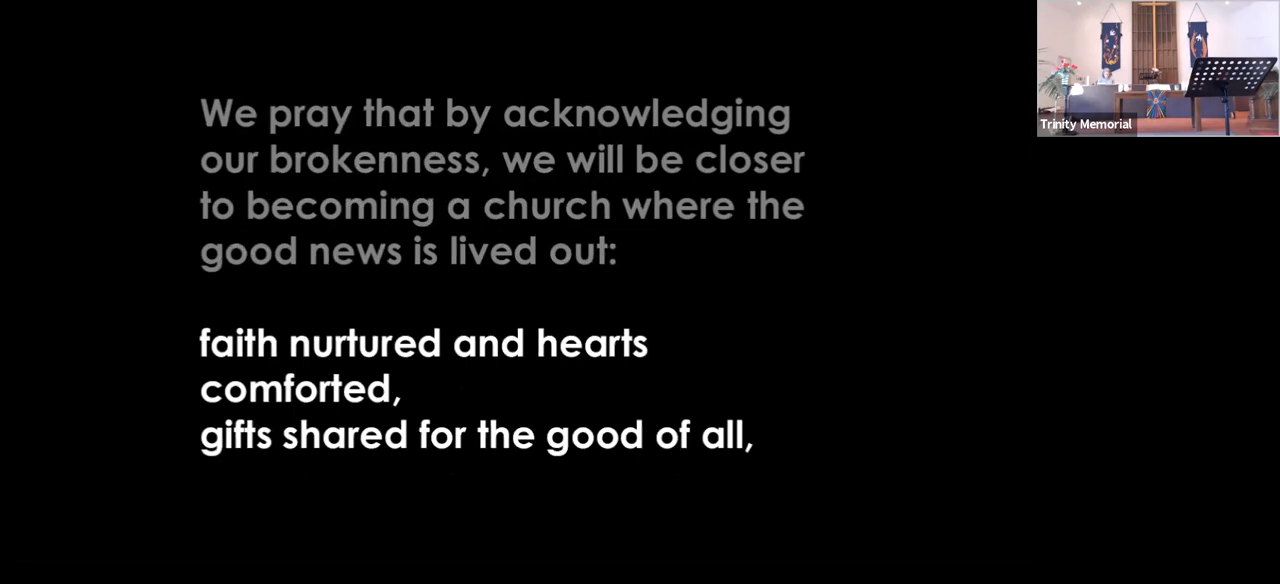 We pray that by acknowledging
our brokenness, we will be closer
to becoming a church where the
good news is lived out:
faith nurtured and hearts
comforted,
gifts shared for the good of all,
Trinity Memorial